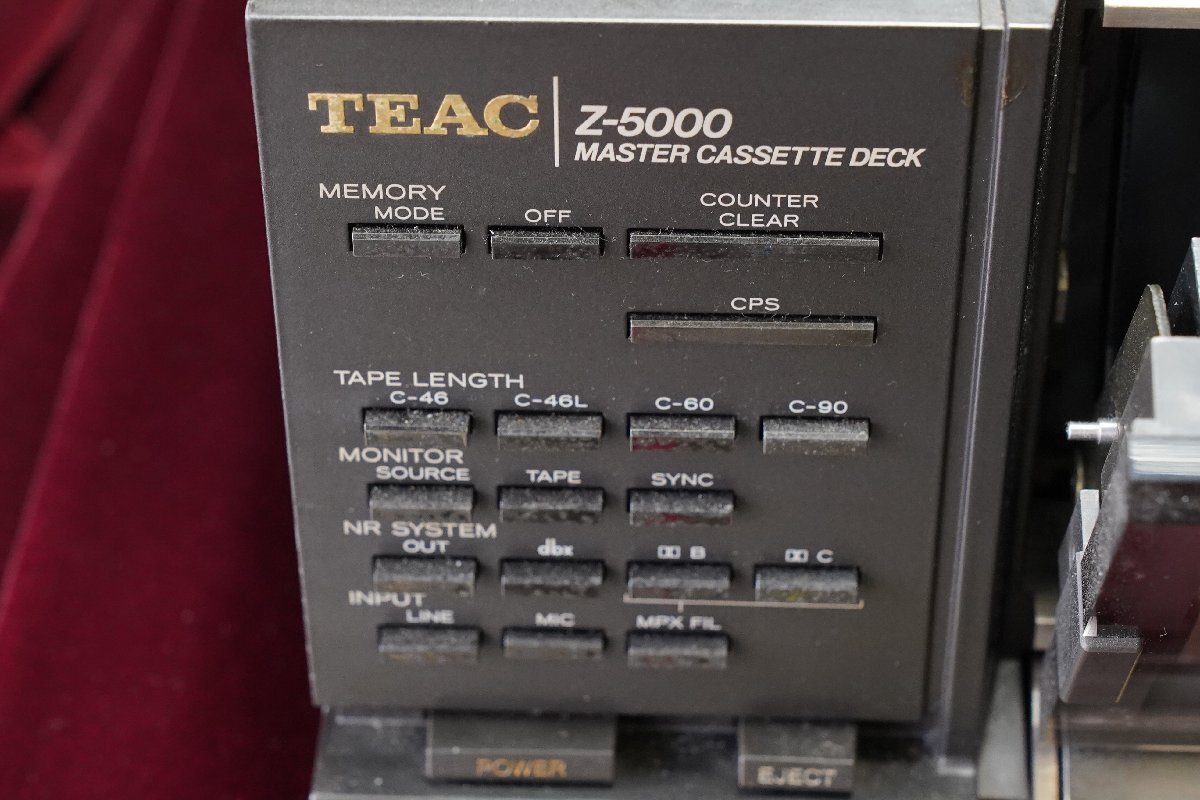 TEAC
Z-5000
MASTER CASSETTE DECK
MEMORY
MODE OFF
COUNTER
CLEAR
CPS
TAPE LENGTH
C-46 C-46L C-60 C-90
MONITOR
SOURCE TAPE SYNC
NR SYSTEM
OUT dbx B C
INPUT
LINE MIC MPX FIL
POWER EJECT